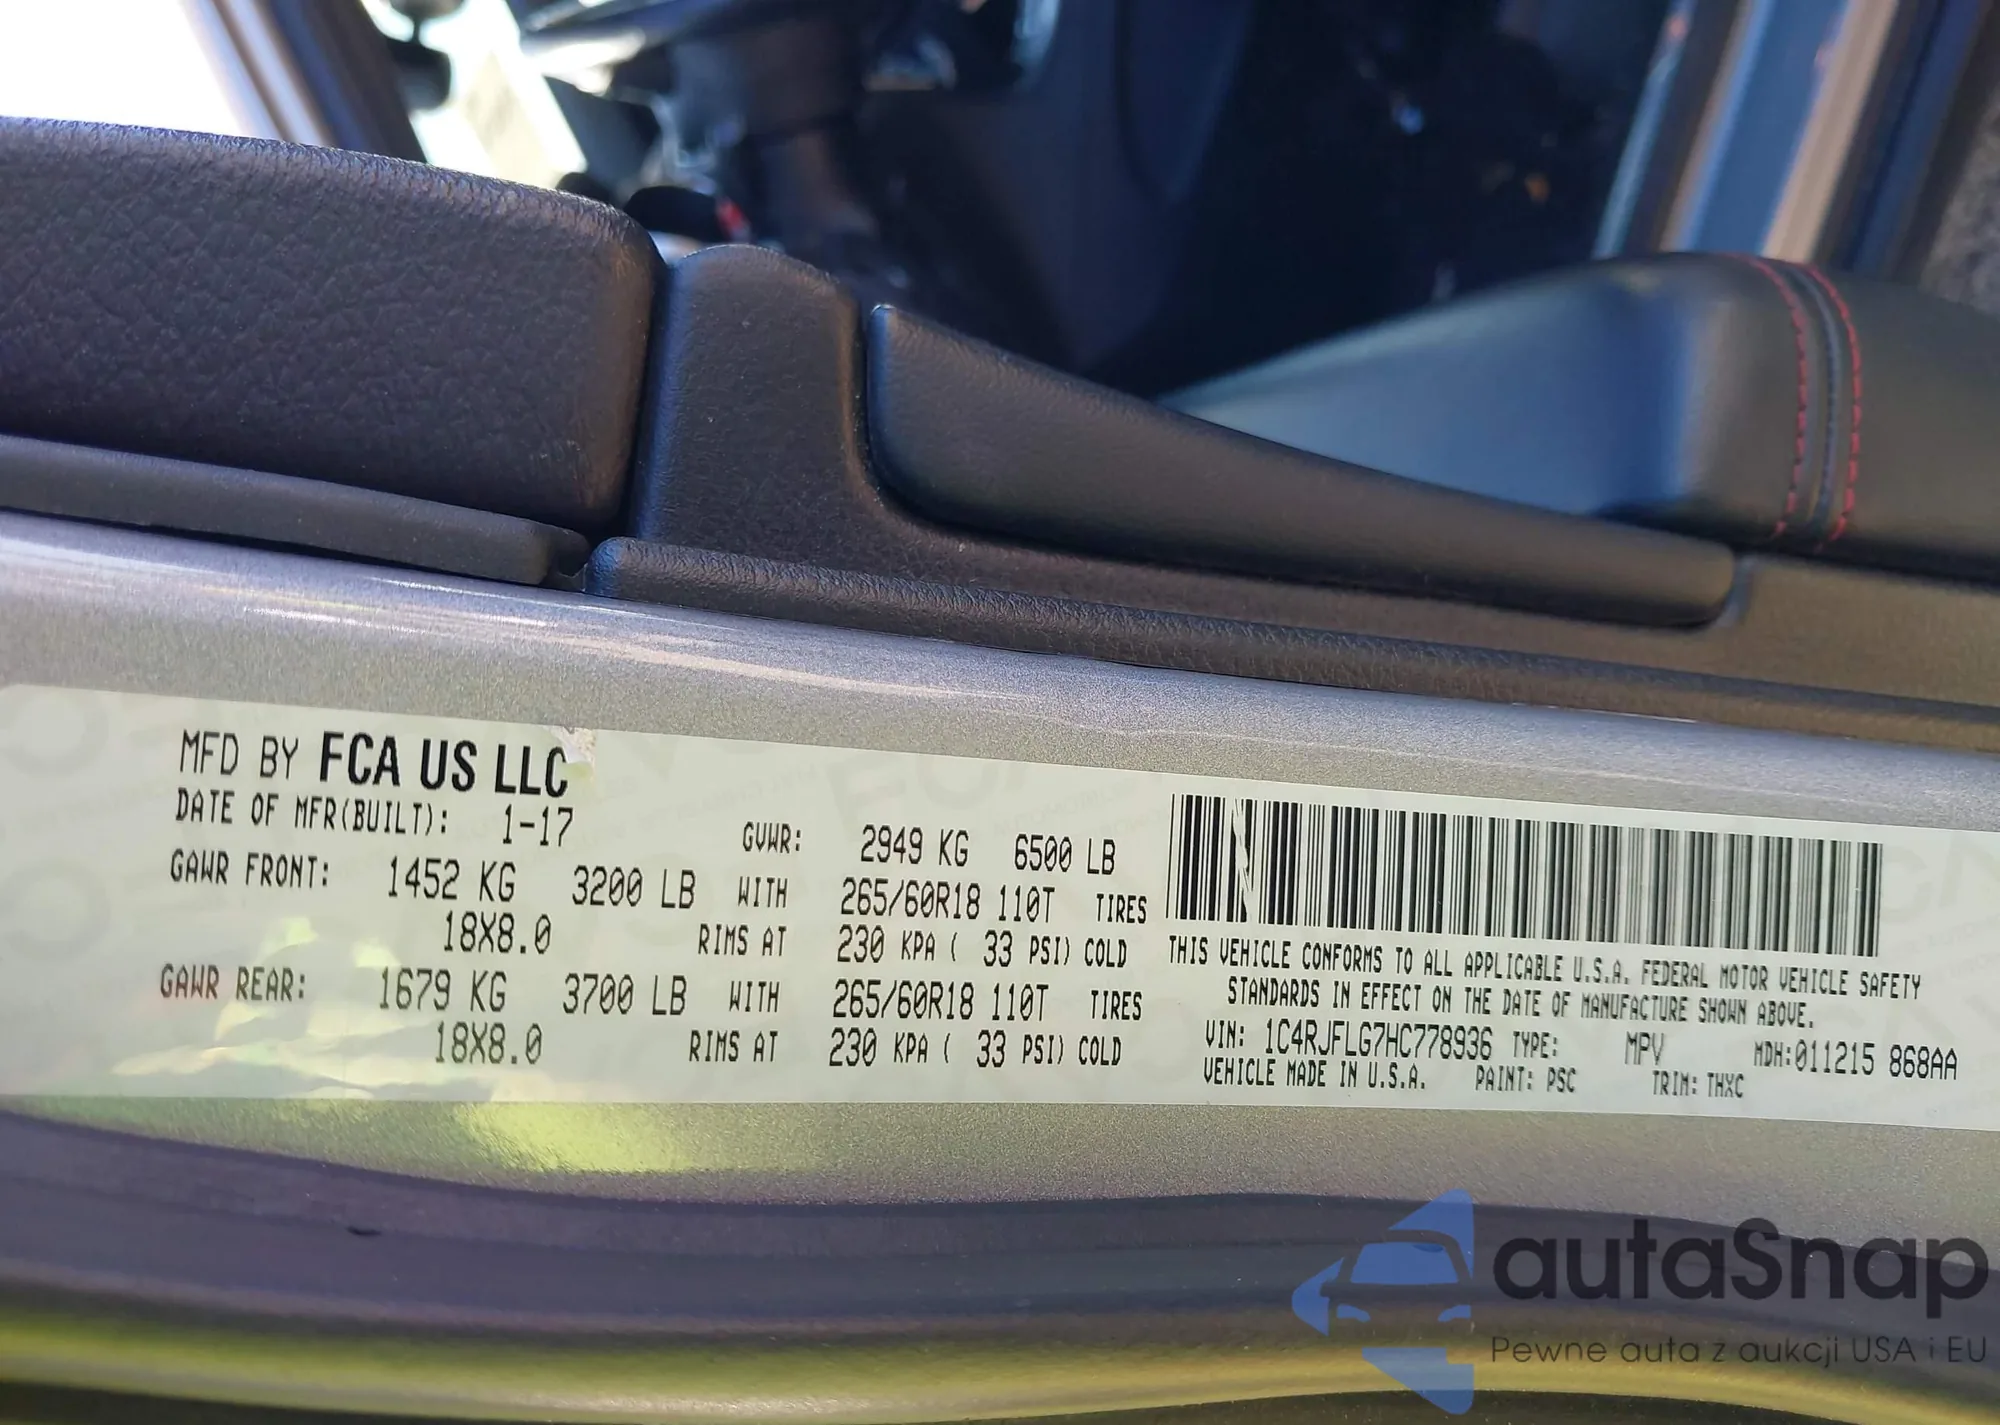 MFD BY FCA US LLC
DATE OF MFR(BUILT): 1-17 GVWR: 2949 KG 6500 LB
GAWR FRONT: 1452 KG 3200 LB WITH 265/60R18 110T TIRES
18X8.0 RIMS AT 230 KPA ( 33 PSI) COLD
GAWR REAR: 1679 KG 3700 LB WITH 265/60R18 110T TIRES
18X8.0 RIMS AT 230 KPA ( 33 PSI) COLD
THIS VEHICLE CONFORMS TO ALL APPLICABLE U.S.A. FEDERAL MOTOR VEHICLE SAFETY
STANDARDS IN EFFECT ON THE DATE OF MANUFACTURE SHOWN ABOVE.
VIN: 1C4RJFLG7HC778936 TYPE: MPV MDH:011215 868AA
VEHICLE MADE IN U.S.A. PAINT: PSC TRIM: THXC
autaSnap
Pewne auta z aukcji USA i EU